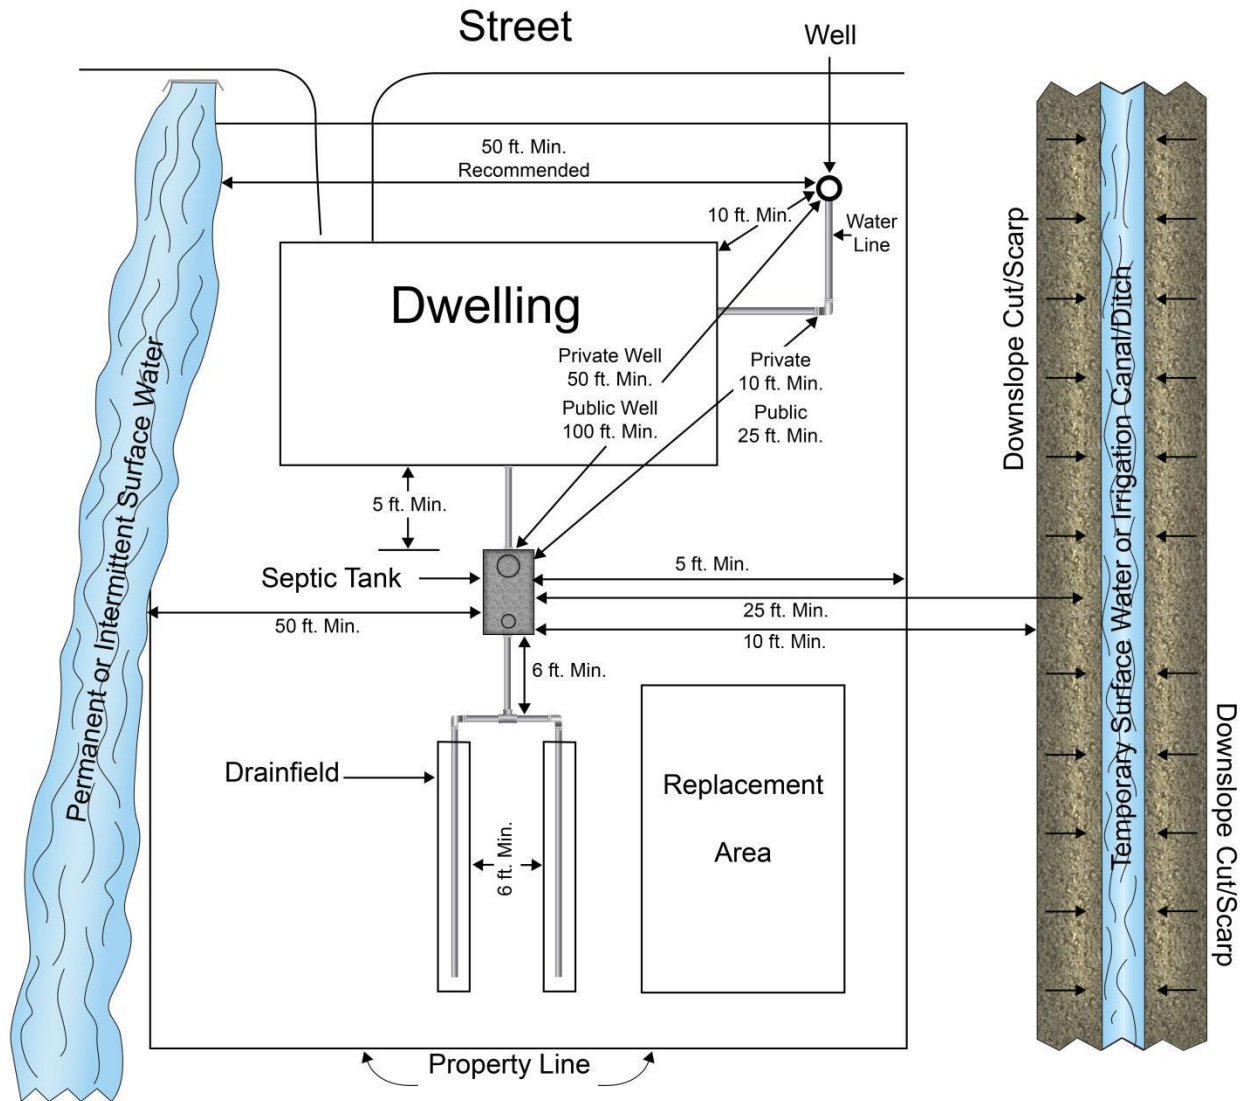 Street
Well
50 ft. Min.
Recommended
10 ft. Min.
Water
Line
Dwelling
Private Well
50 ft. Min.
Public Well
100 ft. Min.
Private
10 ft. Min.
Public
25 ft. Min.
Permanent or Intermittent Surface Water
Downslope Cut/Scarp
Temporary Surface Water or Irrigation Canal/Ditch
5 ft. Min.
Septic Tank
5 ft. Min.
50 ft. Min.
25 ft. Min.
10 ft. Min.
6 ft. Min.
Drainfield
6 ft. Min.
Replacement
Area
Downslope Cut/Scarp
Property Line